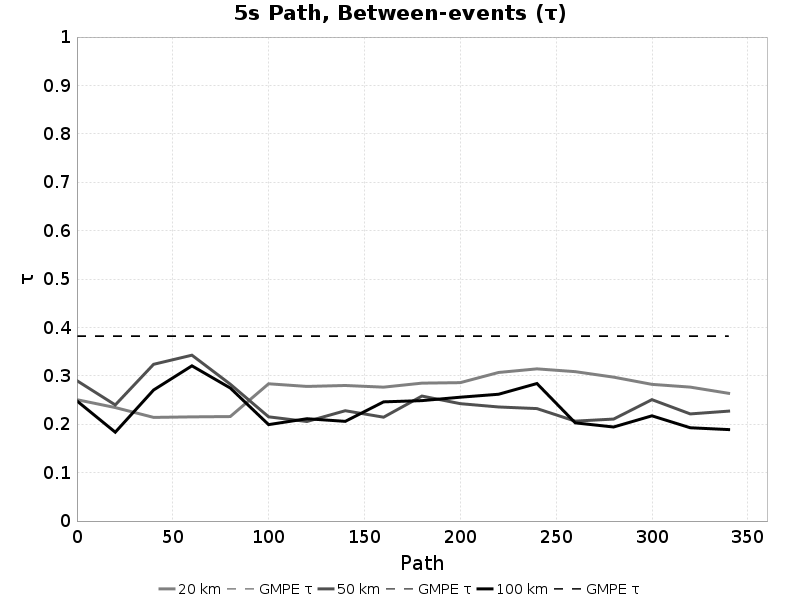 5s Path, Between-events (τ)
1
0.9
0.8
0.7
0.6
τ
0.5
0.4
0.3
0.2
0.1
0
0 50 100 150 200 250 300 350
Path
20 km GMPE τ 50 km GMPE τ 100 km GMPE τ